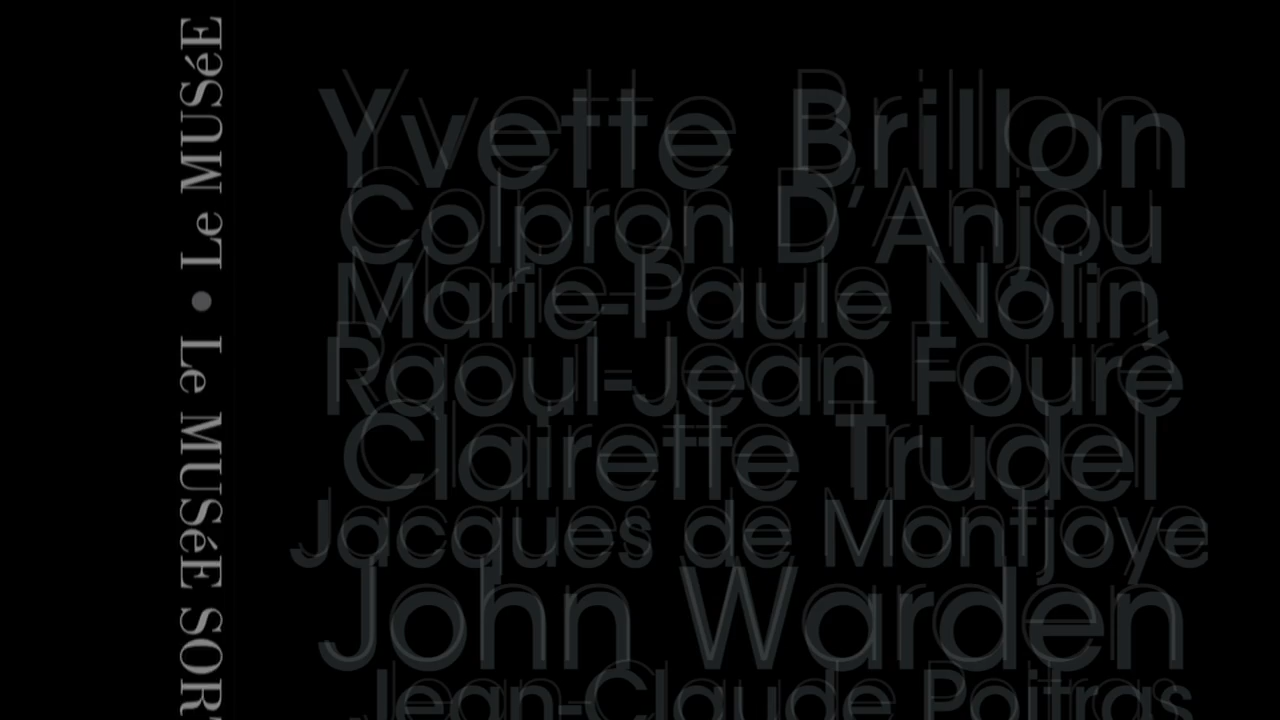 Le MUSéE SORT • Le MUSéE
Yvette Brillon
Colpron D'Anjou
Marie-Paule Nolin
Raoul-Jean Fouré
Clairette Trudel
Jacques de Montjoye
John Warden
Jean-Claude Poitras